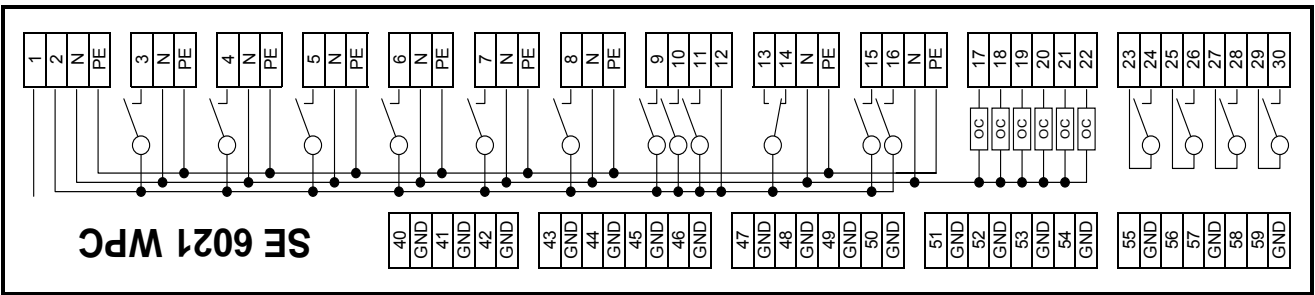 1 2 N PE 3 N PE 4 N PE 5 N PE 6 N PE 7 N PE 8 N PE 9 10 11 12 13 14 N PE 15 16 N PE 17 18 19 20 21 22 23 24 25 26 27 28 29 30
OC OC OC OC OC OC
SE 6021 WPC
40 GND 41 GND 42 GND 43 GND 44 GND 45 GND 46 GND 47 GND 48 GND 49 GND 50 GND 51 GND 52 GND 53 GND 54 GND 55 GND 56 GND 57 GND 58 GND 59 GND